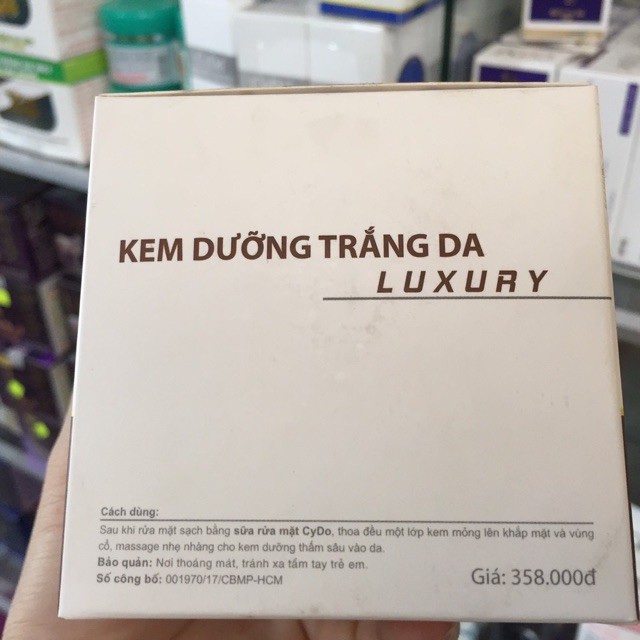 KEM DƯỠNG TRẮNG DA
LUXURY
Cách dùng:
Sau khi rửa mặt sạch bằng sữa rửa mặt CyDo, thoa đều một lớp kem mỏng lên khắp mặt và vùng
cổ, massage nhẹ nhàng cho kem dưỡng thấm sâu vào da.
Bảo quản: Nơi thoáng mát, tránh xa tầm tay trẻ em.
Số công bố: 001970/17/CBMP-HCM
Giá: 358.000đ